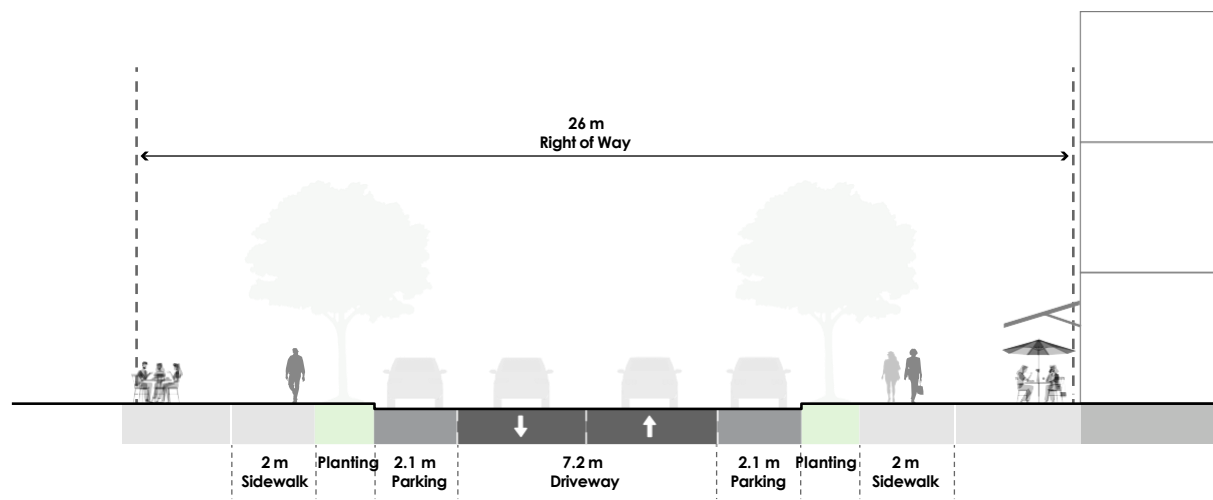 26 m
Right of Way
2 m
Sidewalk
Planting
2.1 m
Parking
7.2 m
Driveway
2.1 m
Parking
Planting
2 m
Sidewalk